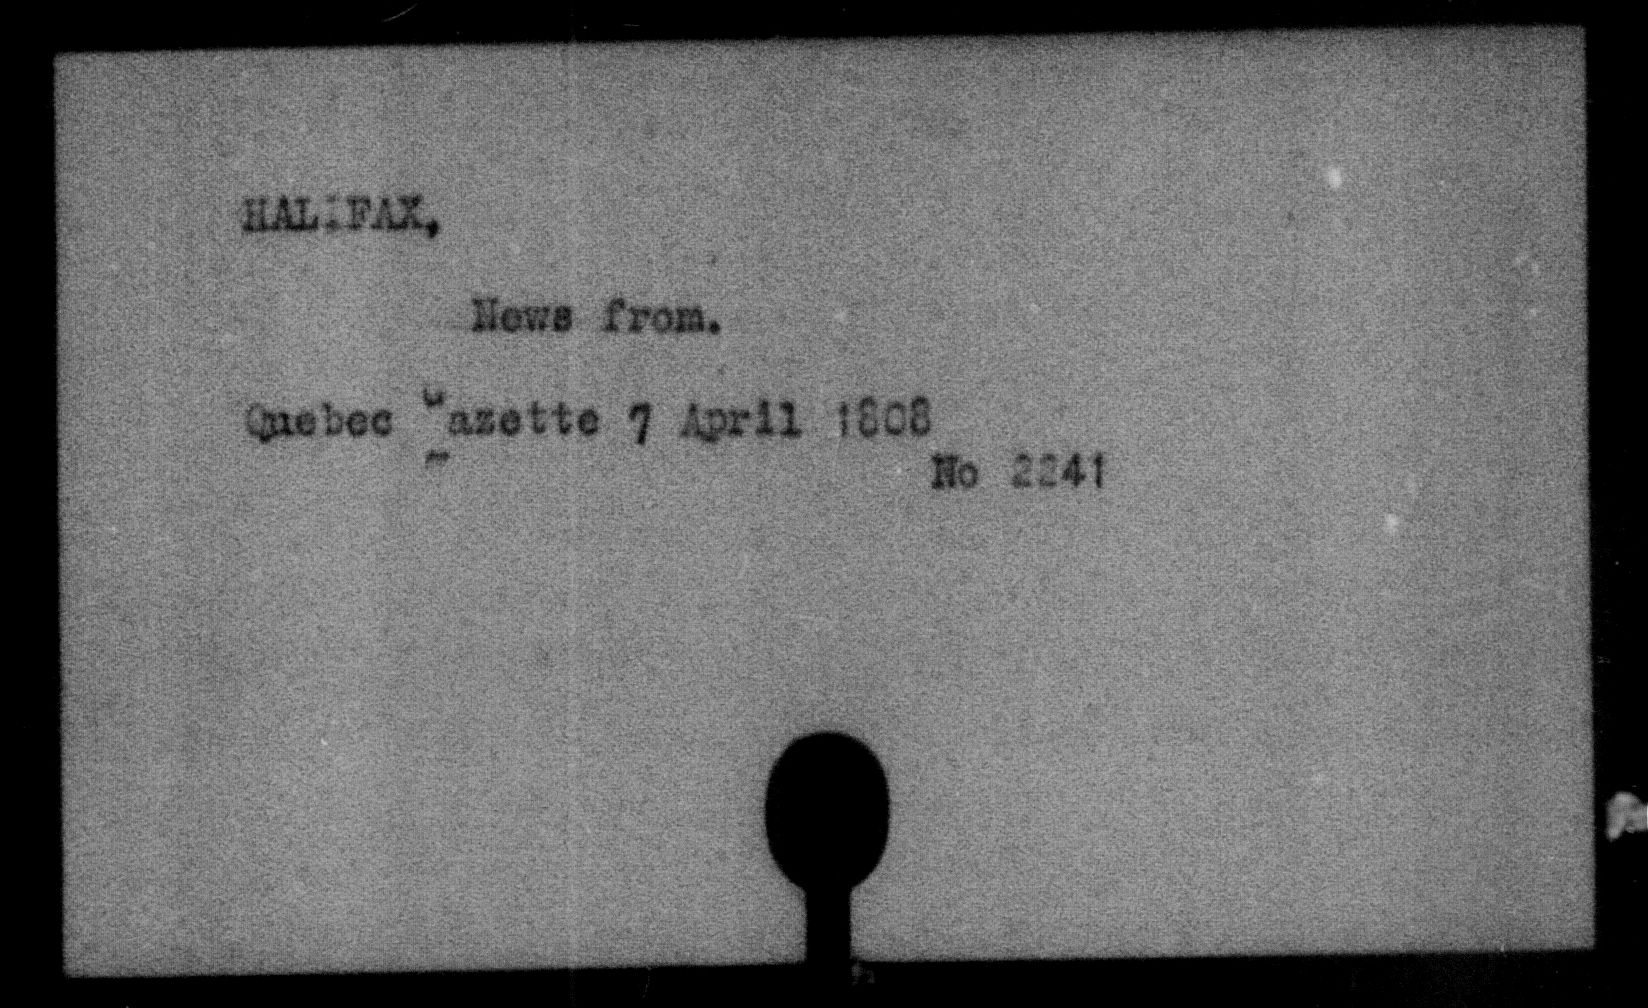 HALIFAX,
News from.
Quebec Gazette 7 April 1808
No 2241